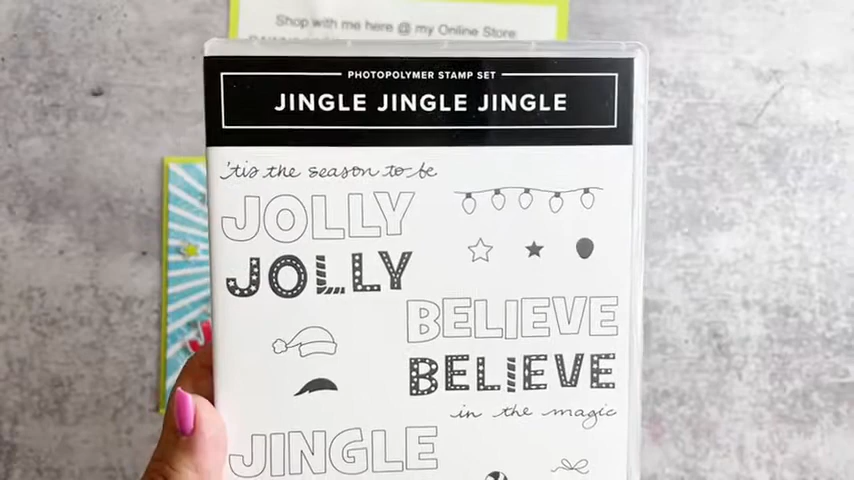 Shop with me here @ my Online Store
PHOTOPOLYMER STAMP SET
JINGLE JINGLE JINGLE
'tis the season to be
JOLLY
JOLLY
BELIEVE
BELIEVE
in the magic
JINGLE